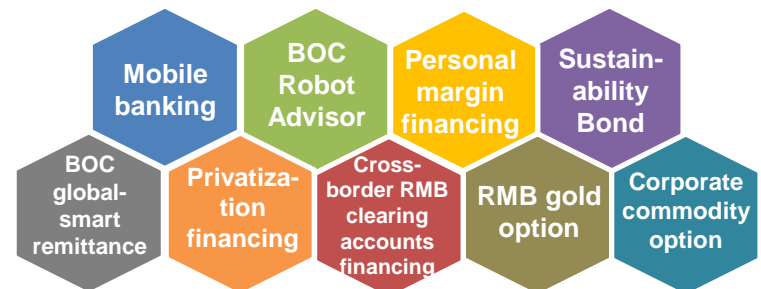 Mobile
banking
BOC
Robot
Advisor
Personal
margin
financing
Sustain-
ability
Bond
BOC
global-
smart
remittance
Privatiza-
tion
financing
Cross-
border RMB
clearing
accounts
financing
RMB gold
option
Corporate
commodity
option